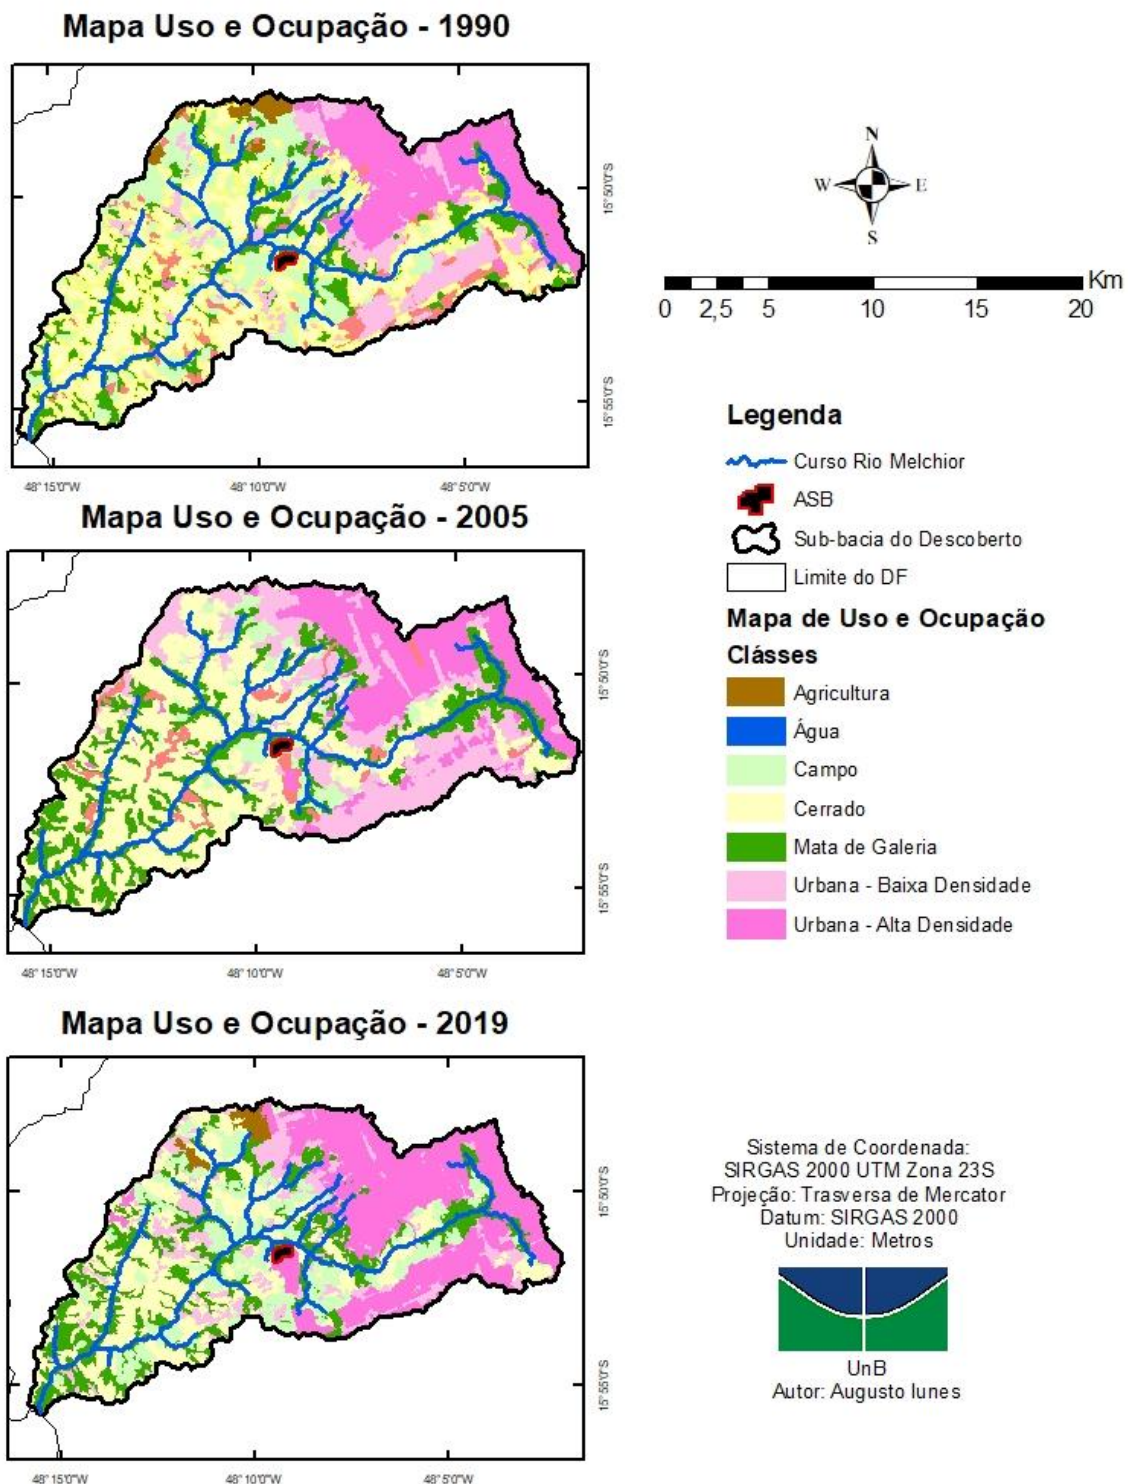 Mapa Uso e Ocupação - 1990
15°50'0"S
15°55'0"S
48°15'0"W
48°10'0"W
48°5'0"W
N
W
E
S
Km
0
2,5
5
10
15
20
Legenda
Curso Rio Melchior
ASB
Sub-bacia do Descoberto
Limite do DF
Mapa de Uso e Ocupação
Clásses
Agricultura
Água
Campo
Cerrado
Mata de Galeria
Urbana - Baixa Densidade
Urbana - Alta Densidade
Mapa Uso e Ocupação - 2005
15°50'0"S
15°55'0"S
48°15'0"W
48°10'0"W
48°5'0"W
Mapa Uso e Ocupação - 2019
15°50'0"S
15°55'0"S
48°15'0"W
48°10'0"W
48°5'0"W
Sistema de Coordenada:
SIRGAS 2000 UTM Zona 23S
Projeção: Trasversa de Mercator
Datum: SIRGAS 2000
Unidade: Metros
UnB
Autor: Augusto Iunes